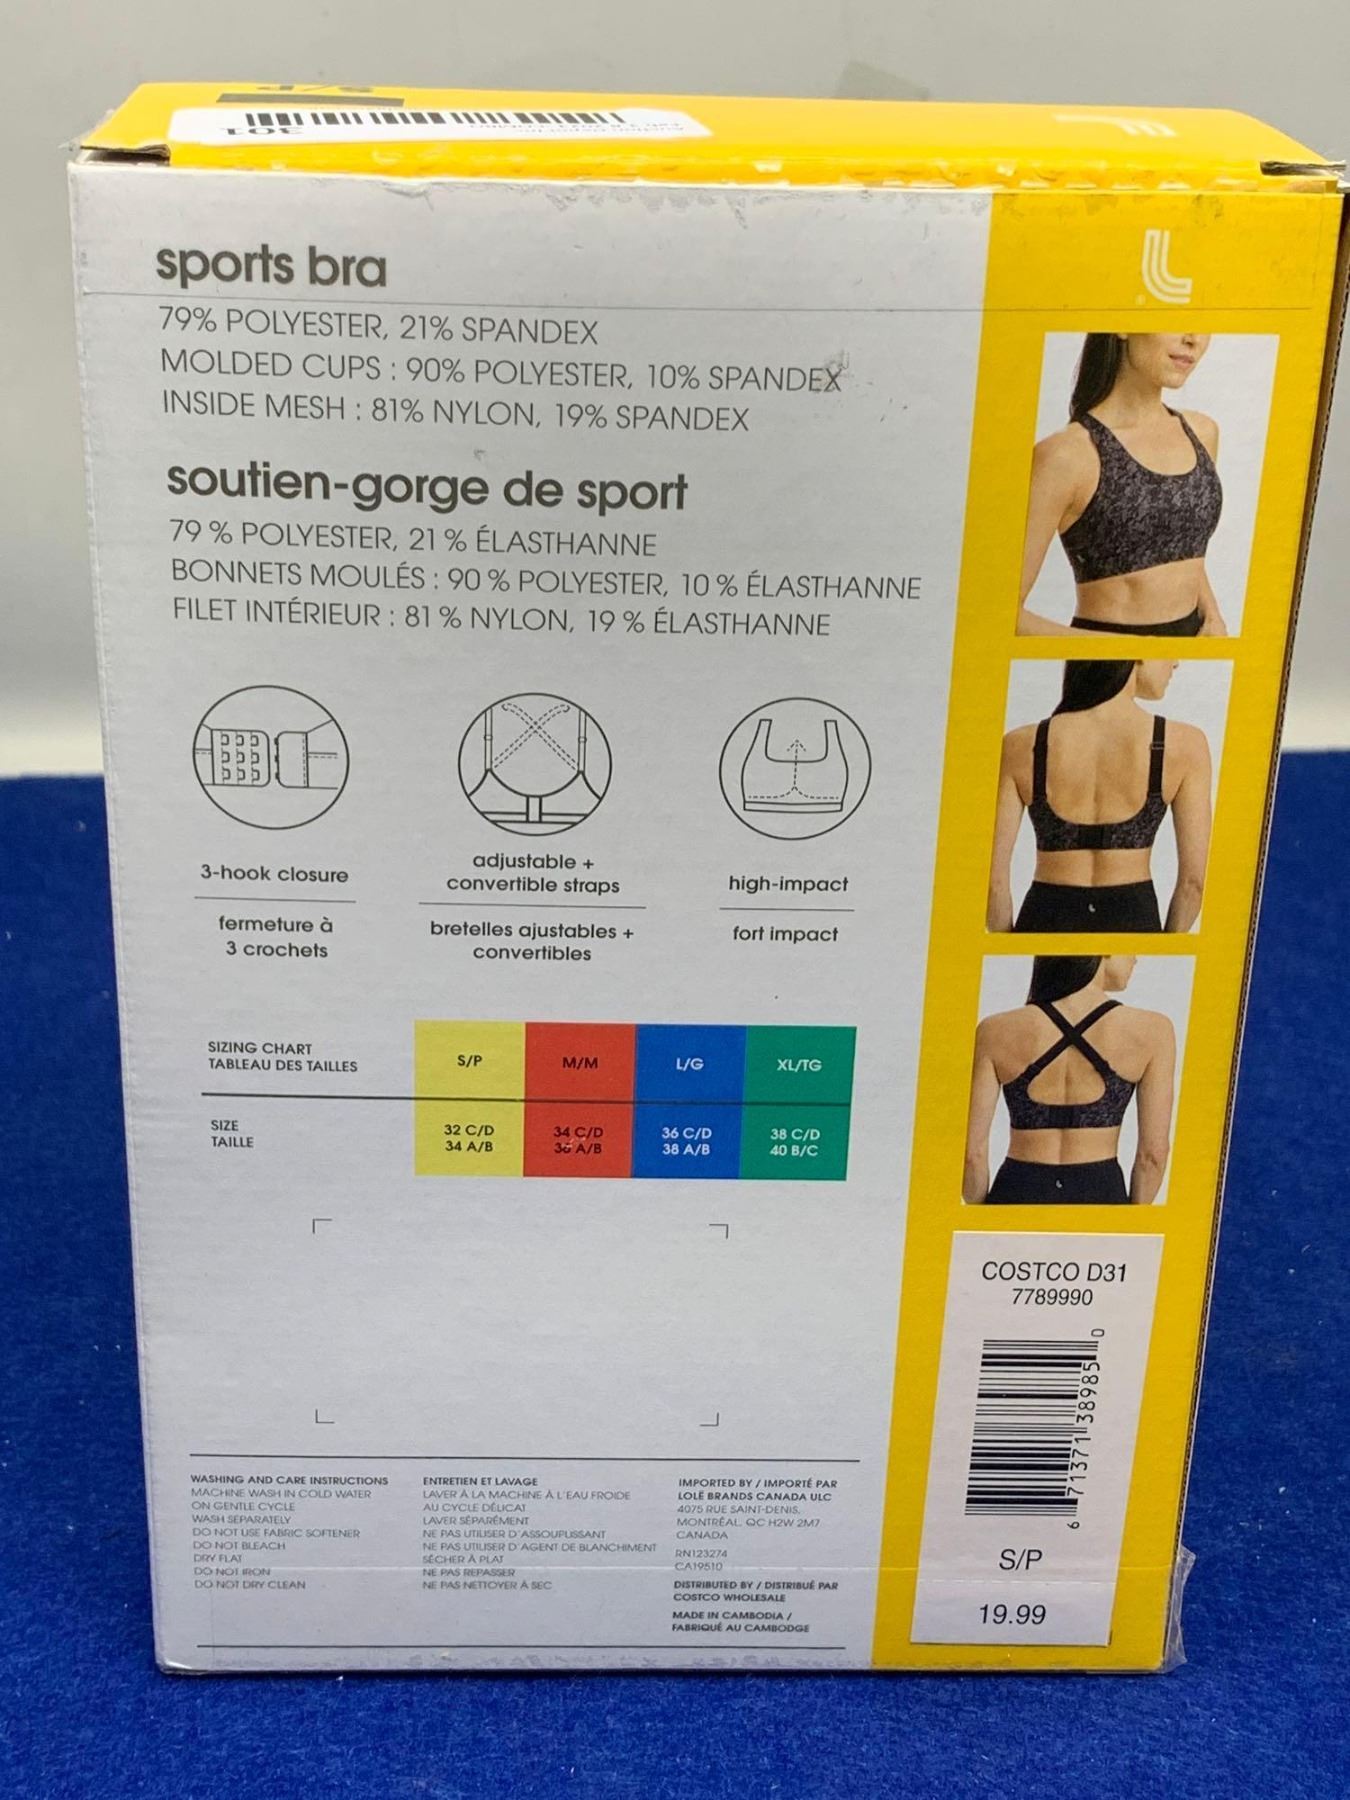 S/P
301
sports bra
79% POLYESTER, 21% SPANDEX
MOLDED CUPS : 90% POLYESTER, 10% SPANDEX
INSIDE MESH : 81% NYLON, 19% SPANDEX
soutien-gorge de sport
79 % POLYESTER, 21 % ÉLASTHANNE
BONNETS MOULÉS : 90 % POLYESTER, 10 % ÉLASTHANNE
FILET INTÉRIEUR : 81 % NYLON, 19 % ÉLASTHANNE
3-hook closure
fermeture à
3 crochets
adjustable +
convertible straps
bretelles ajustables +
convertibles
high-impact
fort impact
SIZING CHART
TABLEAU DES TAILLES
S/P
M/M
L/G
XL/TG
SIZE
TAILLE
32 C/D
34 A/B
34 C/D
36 A/B
36 C/D
38 A/B
38 C/D
40 B/C
WASHING AND CARE INSTRUCTIONS
MACHINE WASH IN COLD WATER
ON GENTLE CYCLE
WASH SEPARATELY
DO NOT USE FABRIC SOFTENER
DO NOT BLEACH
DRY FLAT
DO NOT IRON
DO NOT DRY CLEAN
ENTRETIEN ET LAVAGE
LAVER À LA MACHINE À L'EAU FROIDE
AU CYCLE DÉLICAT
LAVER SÉPARÉMENT
NE PAS UTILISER D'ASSOUPLISSANT
NE PAS UTILISER D'AGENT DE BLANCHIMENT
SÉCHER À PLAT
NE PAS REPASSER
NE PAS NETTOYER À SEC
IMPORTED BY / IMPORTÉ PAR
LOLË BRANDS CANADA ULC
4075 RUE SAINT-DENIS,
MONTRÉAL, QC H2W 2M7
CANADA
RN123274
CA19510
DISTRIBUTED BY / DISTRIBUÉ PAR
COSTCO WHOLESALE
MADE IN CAMBODIA /
FABRIQUÉ AU CAMBODGE
COSTCO D31
7789990
6 71371 38985 0
S/P
19.99